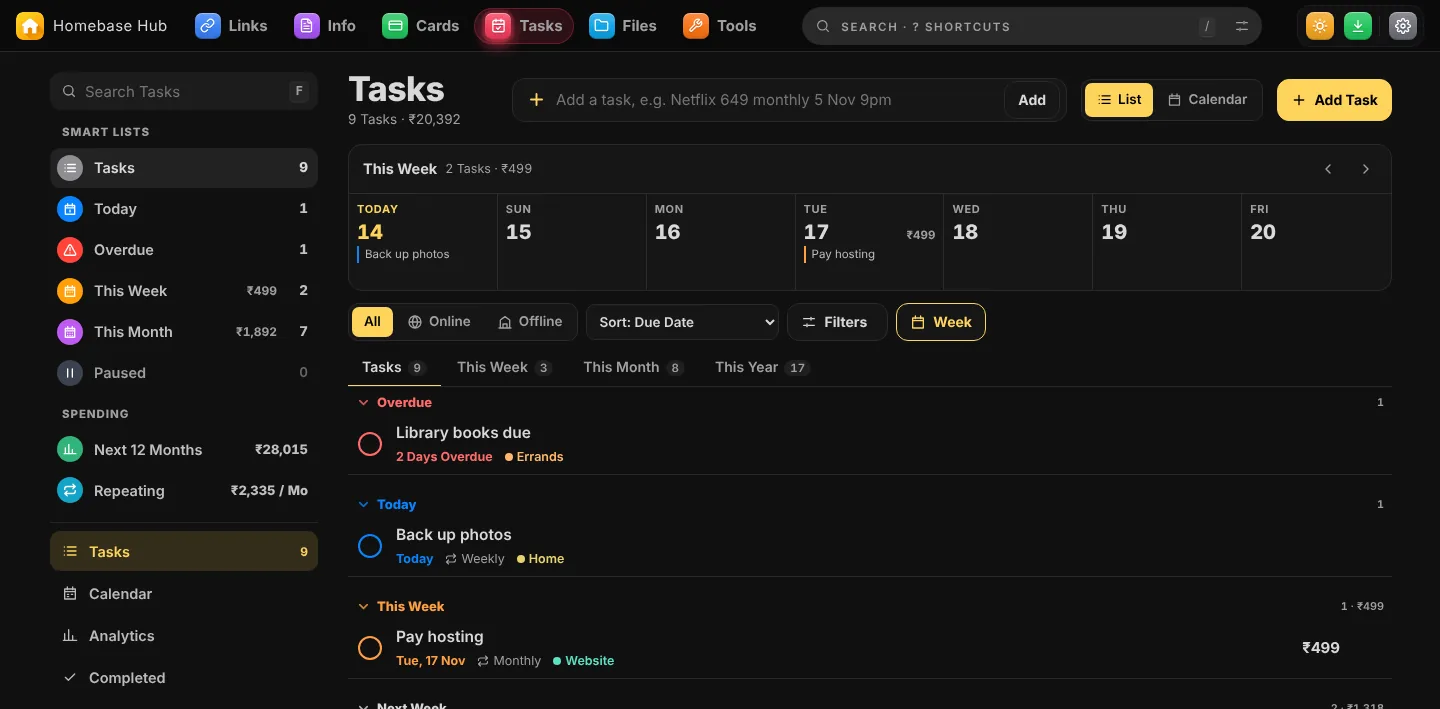 Homebase Hub
Links
Info
Cards
Tasks
Files
Tools
SEARCH · ? SHORTCUTS
/
Search Tasks
F
SMART LISTS
Tasks 9
Today 1
Overdue 1
This Week ₹499 2
This Month ₹1,892 7
Paused 0
SPENDING
Next 12 Months ₹28,015
Repeating ₹2,335 / Mo
Tasks 9
Calendar
Analytics
Completed
Tasks
9 Tasks · ₹20,392
Add a task, e.g. Netflix 649 monthly 5 Nov 9pm
Add
List
Calendar
Add Task
This Week 2 Tasks · ₹499
TODAY
14
Back up photos
SUN
15
MON
16
TUE
17 ₹499
Pay hosting
WED
18
THU
19
FRI
20
All
Online
Offline
Sort: Due Date
Filters
Week
Tasks 9
This Week 3
This Month 8
This Year 17
Overdue 1
Library books due
2 Days Overdue Errands
Today 1
Back up photos
Today Weekly Home
This Week 1 · ₹499
Pay hosting ₹499
Tue, 17 Nov Monthly Website
Next Week 2 · ₹1,318